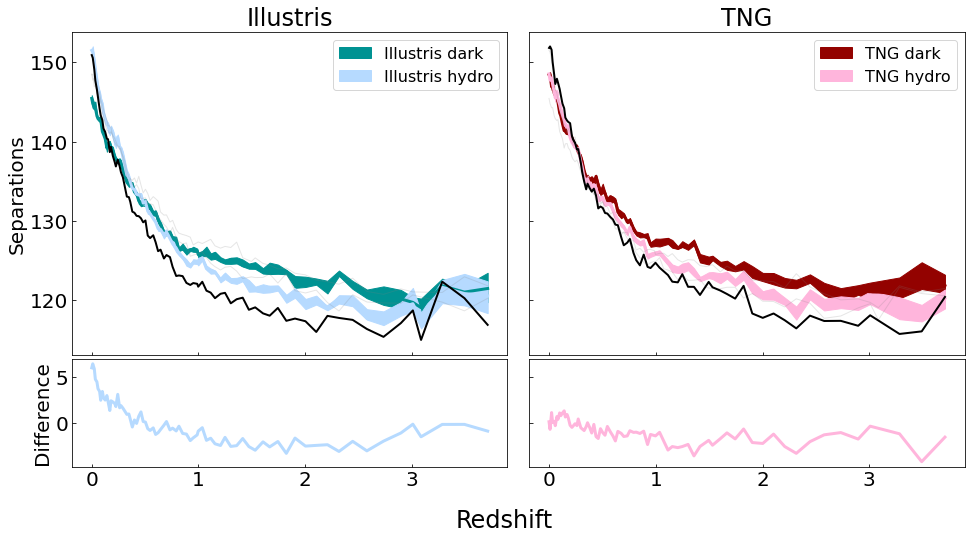 Illustris
TNG
Illustris dark
Illustris hydro
TNG dark
TNG hydro
Separations
150
140
130
120
Difference
5
0
0 1 2 3
0 1 2 3
Redshift